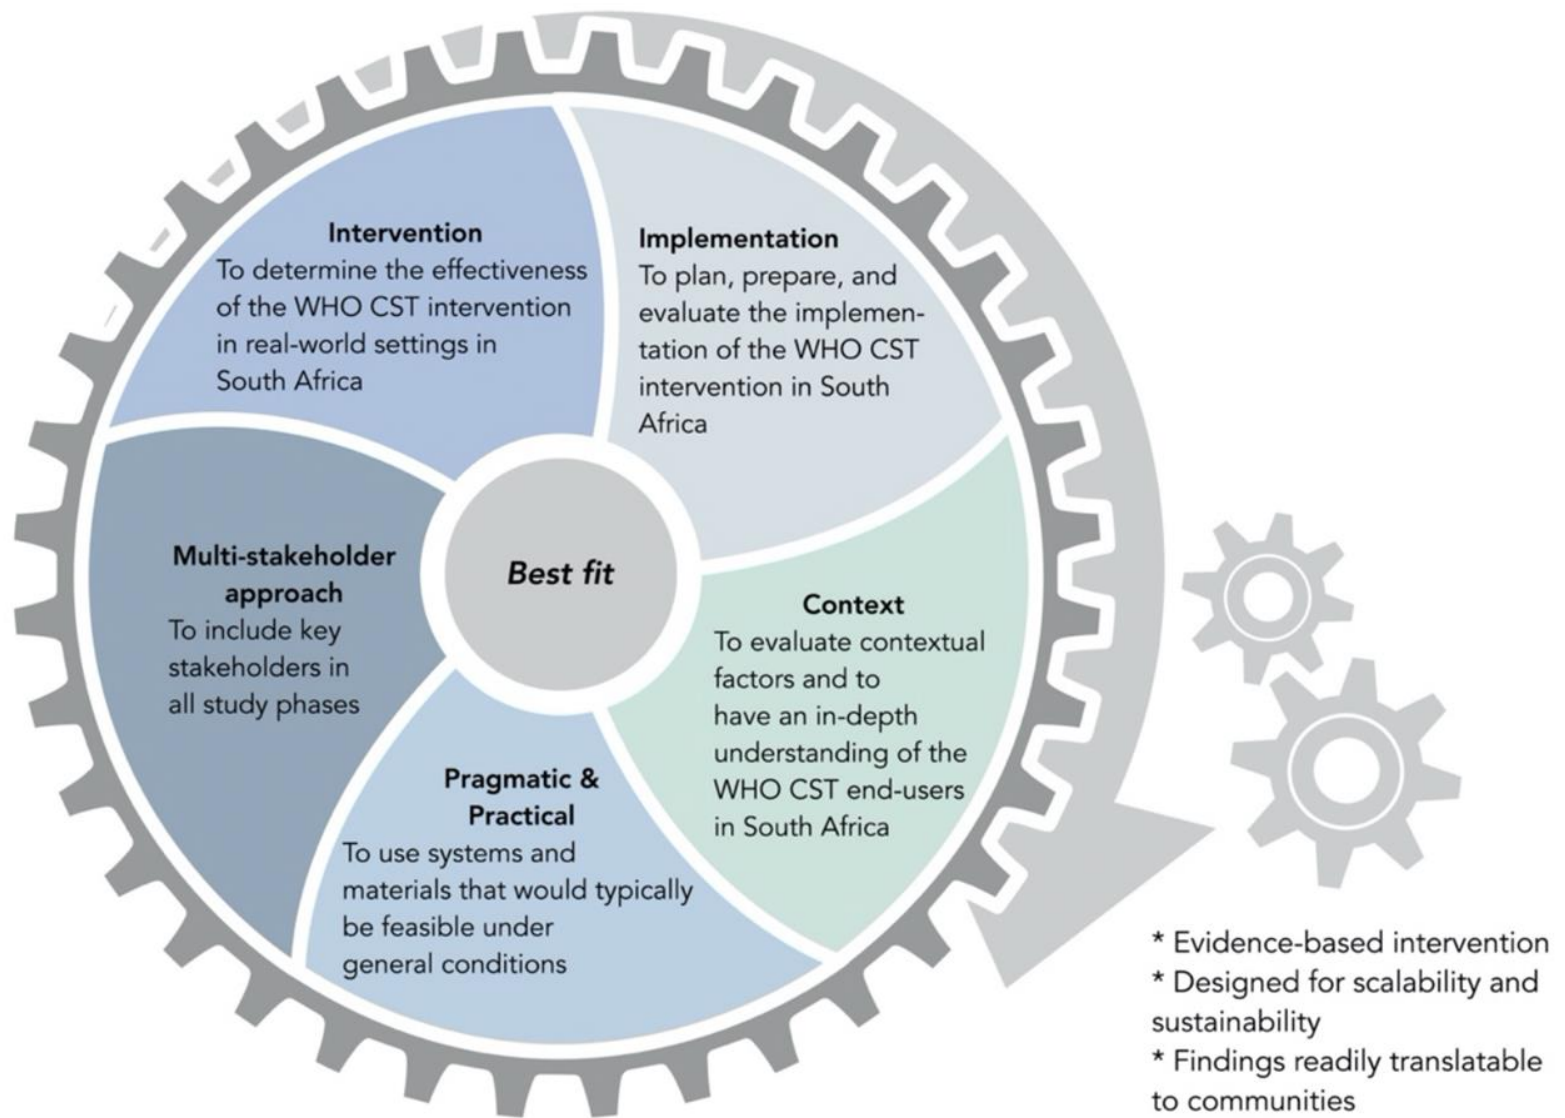 Intervention
To determine the effectiveness
of the WHO CST intervention
in real-world settings in
South Africa
Implementation
To plan, prepare, and
evaluate the implemen-
tation of the WHO CST
intervention in South
Africa
Multi-stakeholder
approach
To include key
stakeholders in
all study phases
Best fit
Context
To evaluate contextual
factors and to
have an in-depth
understanding of the
WHO CST end-users
in South Africa
Pragmatic &
Practical
To use systems and
materials that would typically
be feasible under
general conditions
* Evidence-based intervention
* Designed for scalability and
sustainability
* Findings readily translatable
to communities